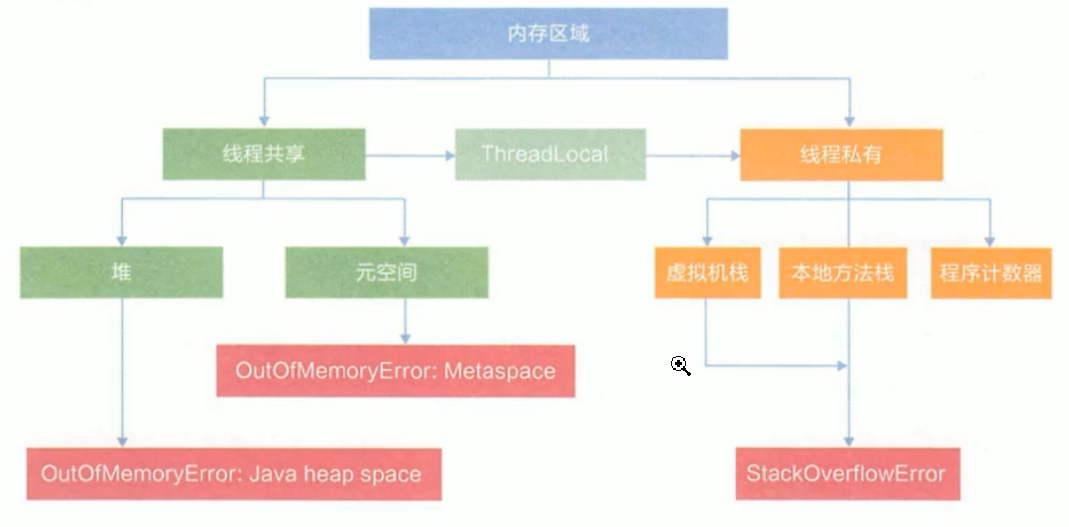 内存区域
线程共享
ThreadLocal
线程私有
堆
元空间
虚拟机栈
本地方法栈
程序计数器
OutOfMemoryError: Metaspace
OutOfMemoryError: Java heap space
StackOverflowError